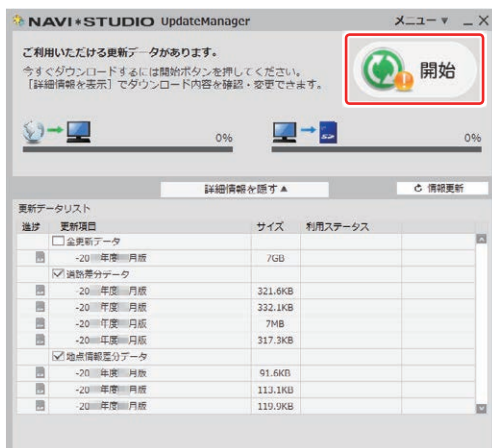 NAVI*STUDIO UpdateManager メニュー ▼ _ X
ご利用いただける更新データがあります。
今すぐダウンロードするには開始ボタンを押してください。
[詳細情報を表示]でダウンロード内容を確認・変更できます。
開始
0% 0%
詳細情報を隠す▲ 情報更新
更新データリスト
進捗 更新項目 サイズ 利用ステータス
全更新データ
-20 年度 月版 7GB
道路差分データ
-20 年度 月版 321.6KB
-20 年度 月版 332.1KB
-20 年度 月版 7MB
-20 年度 月版 317.3KB
地点情報差分データ
-20 年度 月版 91.6KB
-20 年度 月版 113.1KB
-20 年度 月版 119.9KB